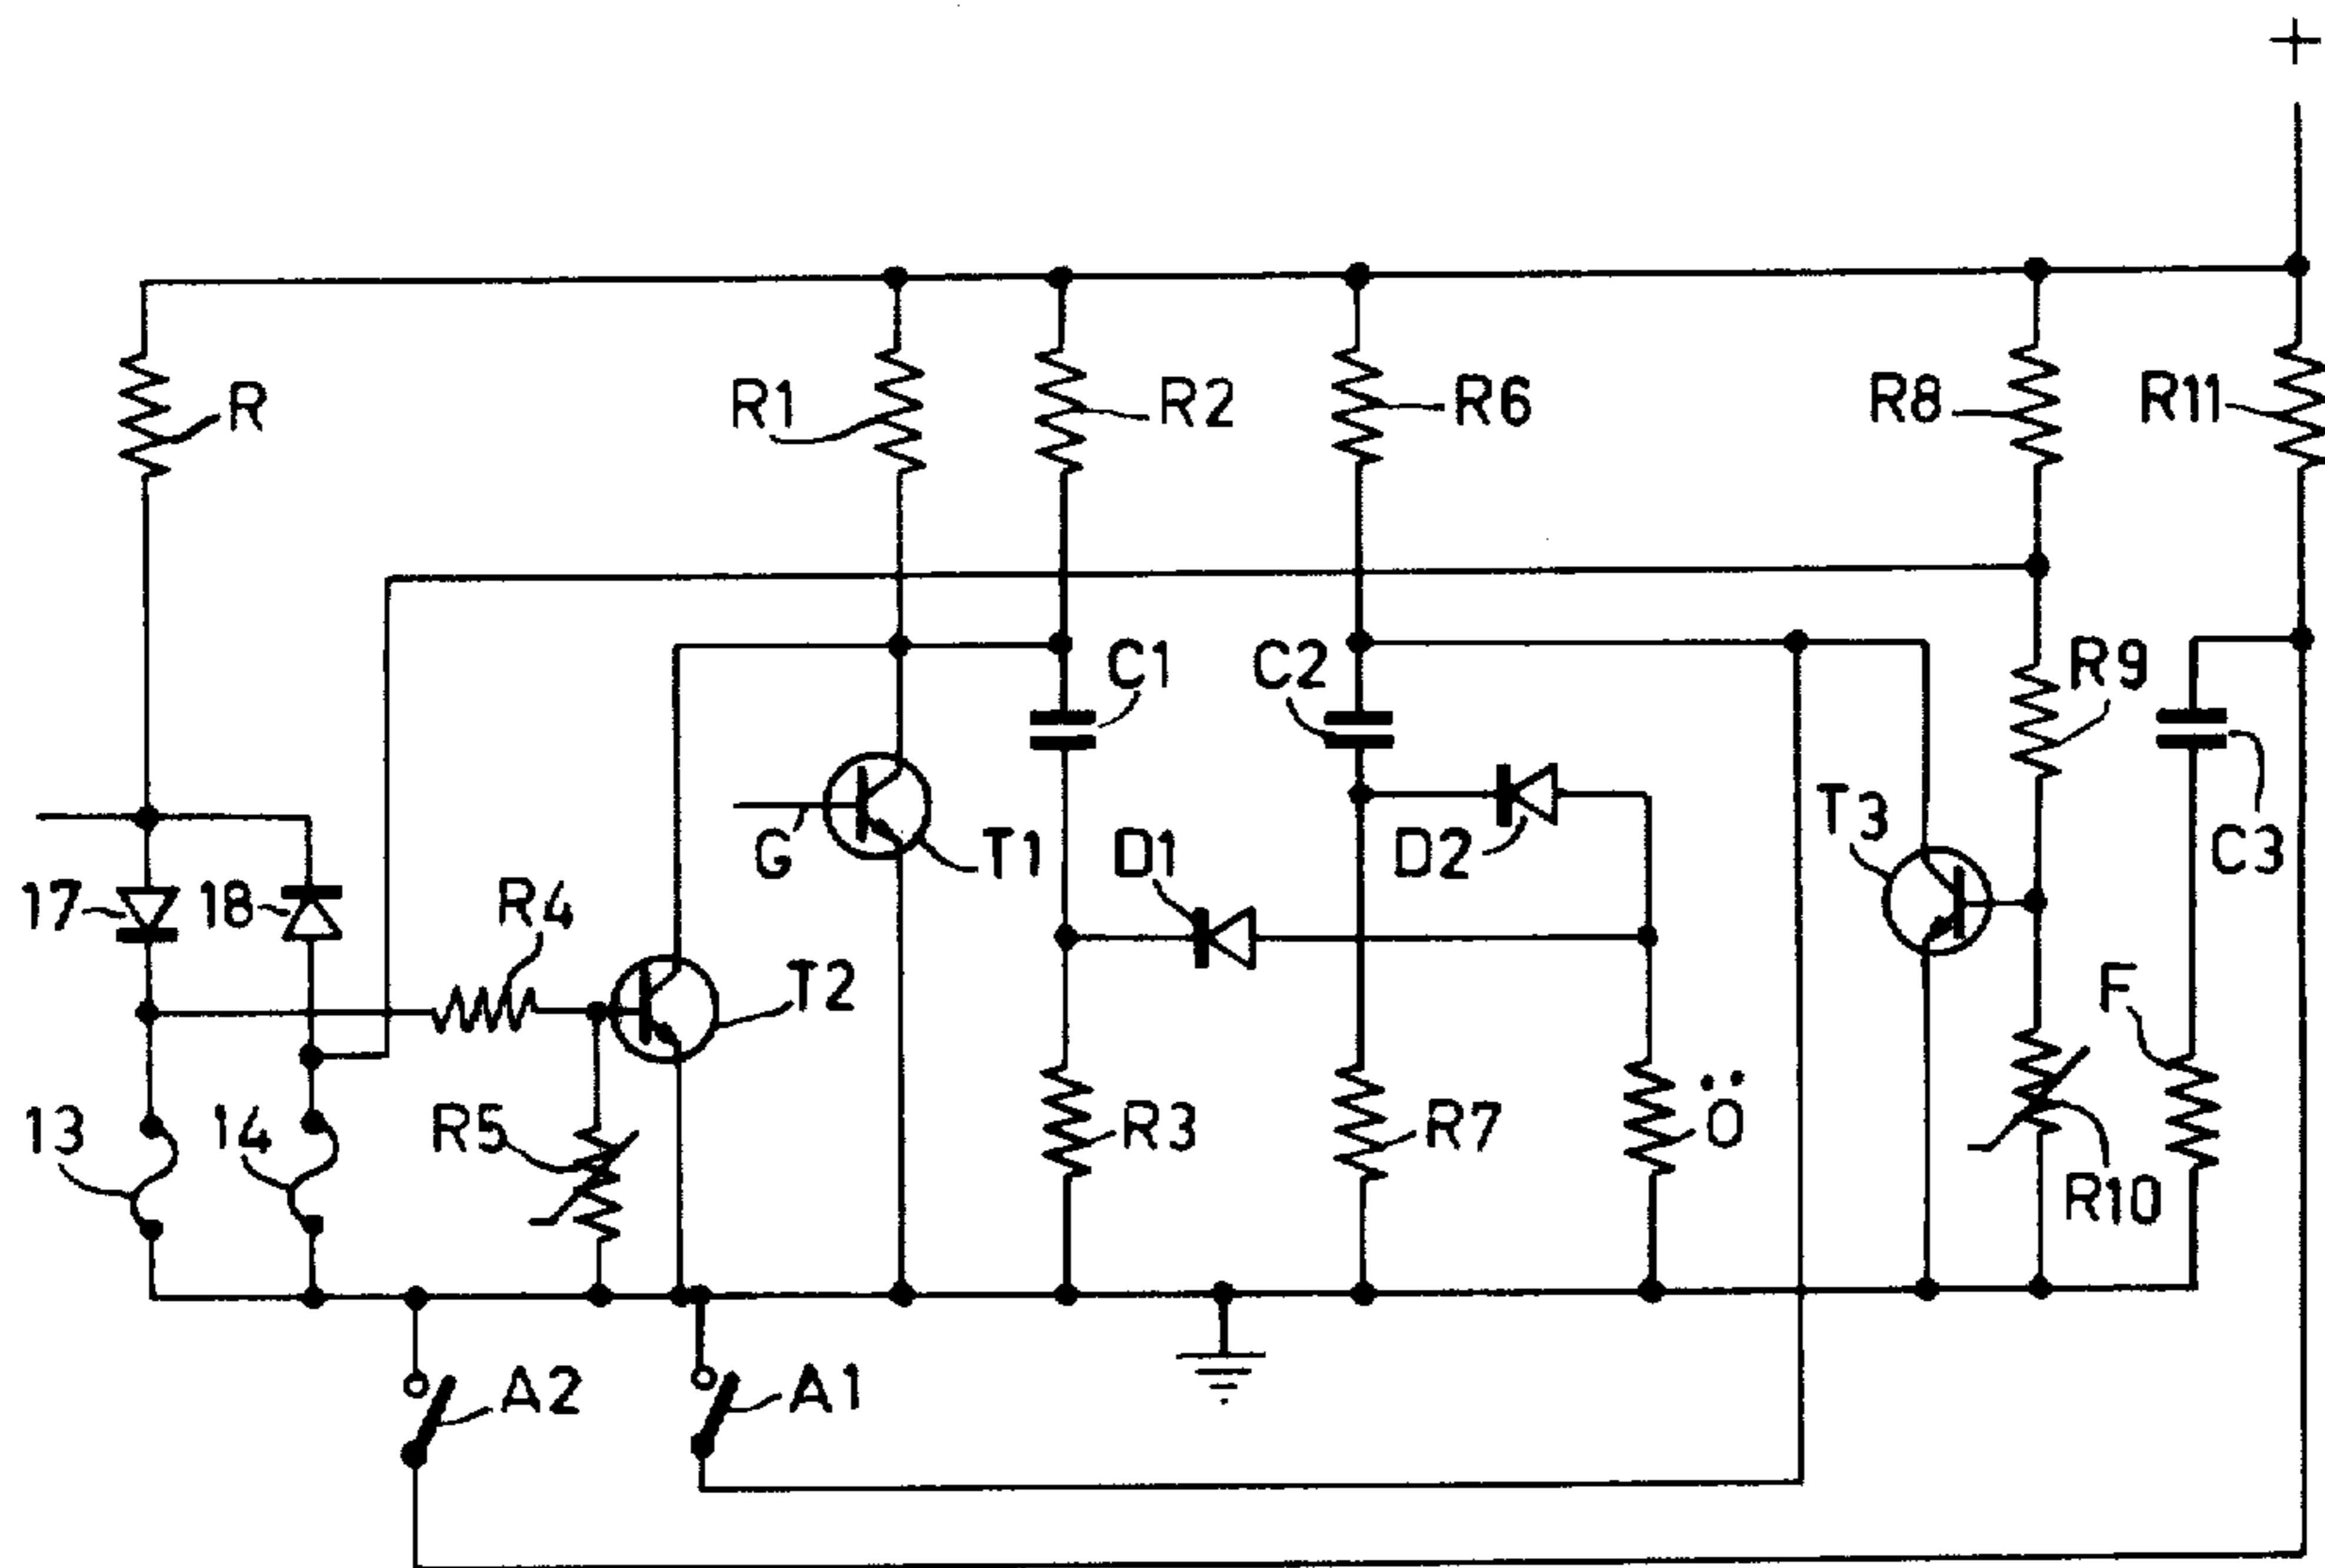 +
R
R1
R2
R6
R8
R11
C1
C2
R9
T3
C3
G
T1
D1
D2
17
18
R4
T2
F
13
14
R5
R3
R7
Ö
R10
A2
A1